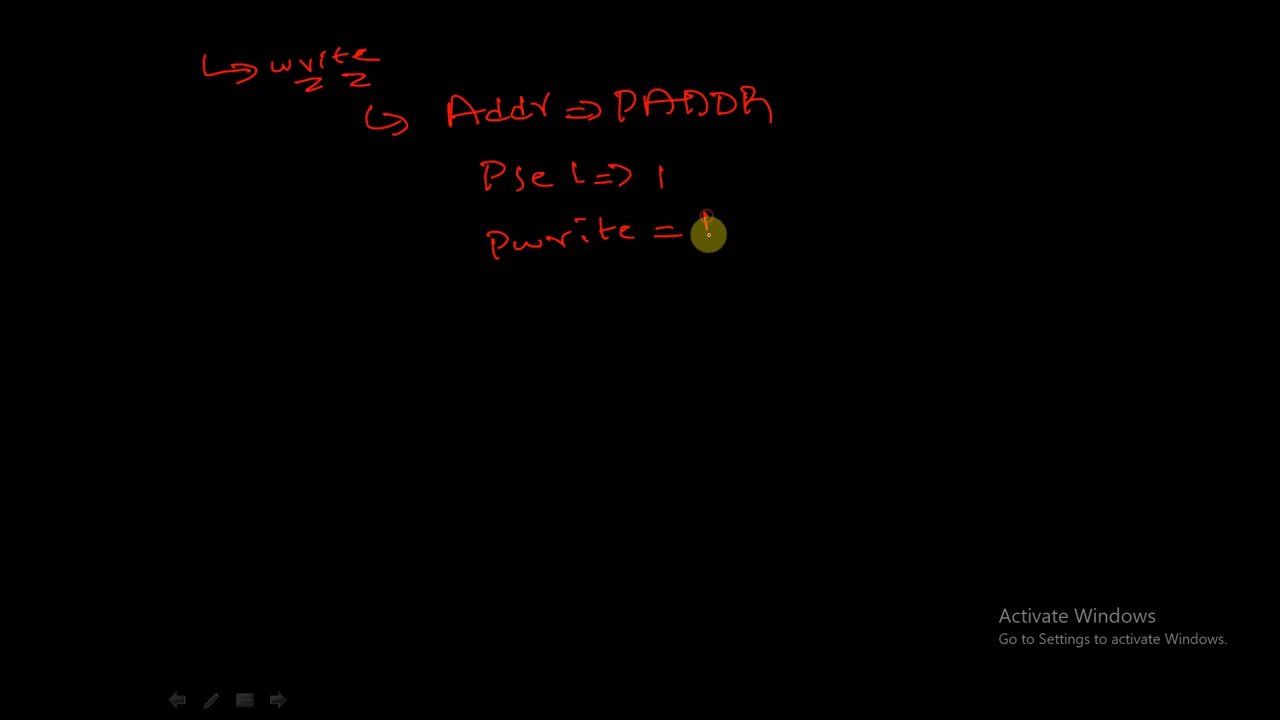 ↳ write
↳ Addr => PADDR
Psel => 1
pwrite = 1
Activate Windows
Go to Settings to activate Windows.